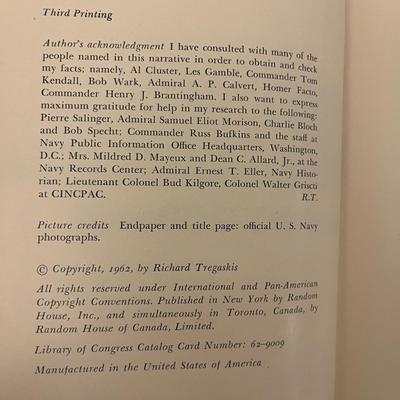 Third Printing
Author's acknowledgment I have consulted with many of the
people named in this narrative in order to obtain and check
my facts; namely, Al Cluster, Les Gamble, Commander Tom
Kendall, Bob Wark, Admiral A. P. Calvert, Homer Facto,
Commander Henry J. Brantingham. I also want to express
maximum gratitude for help in my research to the following:
Pierre Salinger, Admiral Samuel Eliot Morison, Charlie Bloch
and Bob Specht; Commander Russ Bufkins and the staff at
Navy Public Information Office Headquarters, Washington,
D.C.; Mrs. Mildred D. Mayeux and Dean C. Allard, Jr., at the
Navy Records Center; Admiral Ernest T. Eller, Navy Histo-
rian; Lieutenant Colonel Bud Kilgore, Colonel Walter Griscti
at CINCPAC. R.T.
Picture credits Endpaper and title page: official U. S. Navy
photographs.
© Copyright, 1962, by Richard Tregaskis
All rights reserved under International and Pan-American
Copyright Conventions. Published in New York by Random
House, Inc., and simultaneously in Toronto, Canada, by
Random House of Canada, Limited.
Library of Congress Catalog Card Number: 62-9009
Manufactured in the United States of America